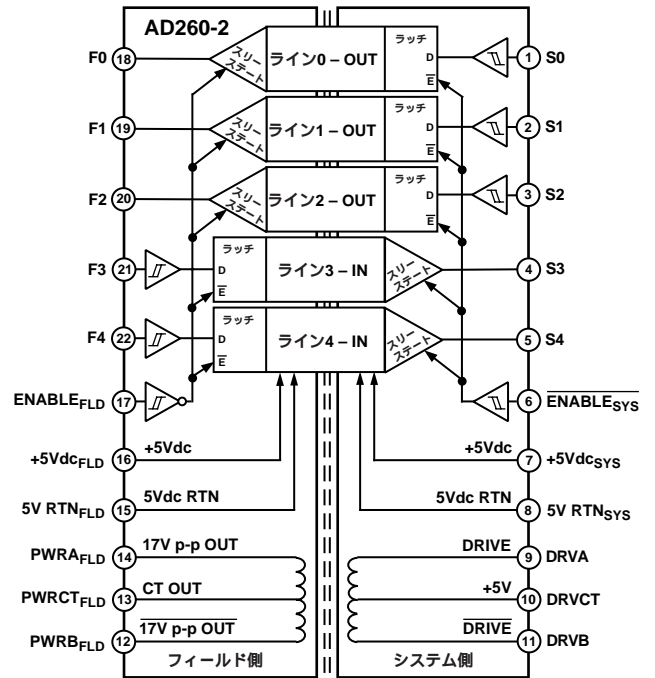 AD260-2
F0 18 スリーステート ライン0 – OUT ラッチ D E̅ 1 S0
F1 19 スリーステート ライン1 – OUT ラッチ D E̅ 2 S1
F2 20 スリーステート ライン2 – OUT ラッチ D E̅ 3 S2
F3 21 ラッチ D E̅ ライン3 – IN スリーステート 4 S3
F4 22 ラッチ D E̅ ライン4 – IN スリーステート 5 S4
ENABLEFLD 17 6 E̅N̅A̅B̅L̅E̅S̅Y̅S̅
+5VdcFLD 16 +5Vdc 7 +5VdcSYS
5V RTNFLD 15 5Vdc RTN 5Vdc RTN 8 5V RTNSYS
PWRAFLD 14 17V p-p OUT DRIVE 9 DRVA
PWRCTFLD 13 CT OUT +5V 10 DRVCT
PWRBFLD 12 1̅7̅V̅ p̅-̅p̅ O̅U̅T̅ D̅R̅I̅V̅E̅ 11 DRVB
フィールド側 システム側